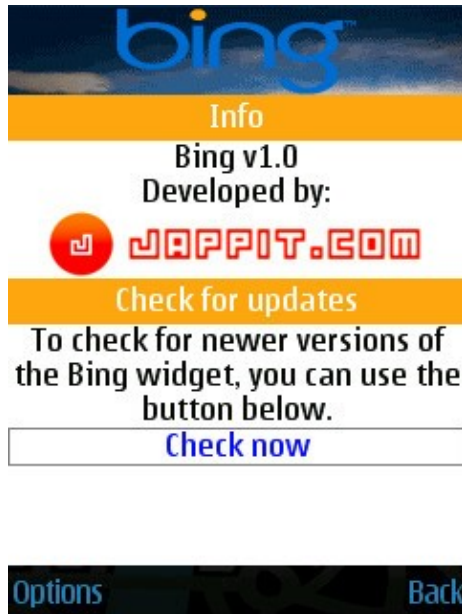 bing™
Info
Bing v1.0
Developed by:
J JAPPIT.COM
Check for updates
To check for newer versions of
the Bing widget, you can use the
button below.
Check now
Options Back